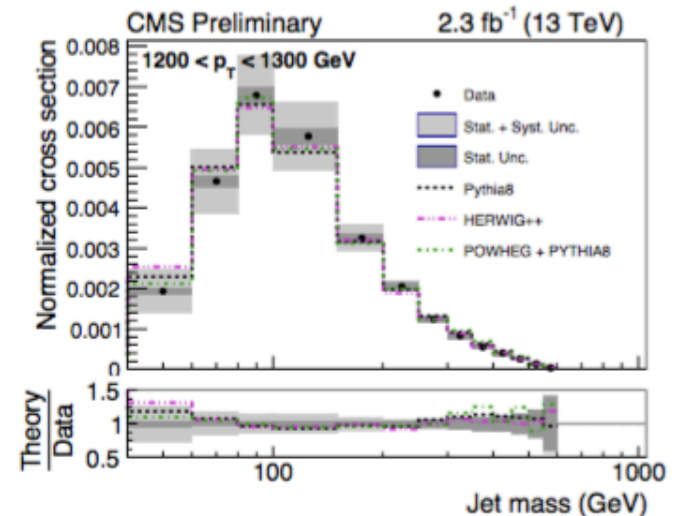 CMS Preliminary 2.3 fb⁻¹ (13 TeV)
1200 < p_T < 1300 GeV
Normalized cross section
0.008
0.007
0.006
0.005
0.004
0.003
0.002
0.001
0
Data
Stat. + Syst. Unc.
Stat. Unc.
Pythia8
HERWIG++
POWHEG + PYTHIA8
Theory
Data
1.5
1
0.5
100 1000
Jet mass (GeV)